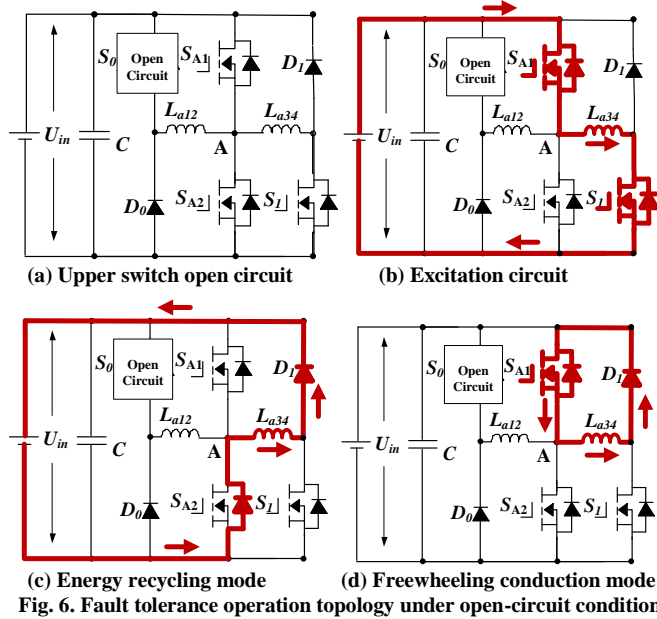 S0
Open
Circuit
SA1
D1
La12
La34
Uin
C
A
D0
SA2
S1
(a) Upper switch open circuit
S0
Open
Circuit
SA1
D1
La12
La34
Uin
C
A
D0
SA2
S1
(b) Excitation circuit
S0
Open
Circuit
SA1
D1
La12
La34
Uin
C
A
D0
SA2
S1
(c) Energy recycling mode
S0
Open
Circuit
SA1
D1
La12
La34
Uin
C
A
D0
SA2
S1
(d) Freewheeling conduction mode
Fig. 6. Fault tolerance operation topology under open-circuit condition